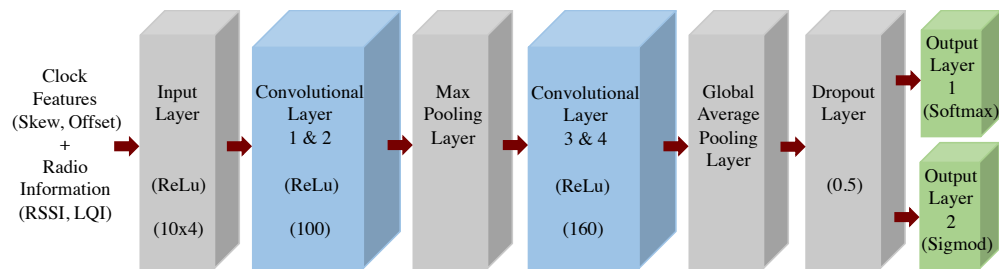 Clock
Features
(Skew, Offset)
+
Radio
Information
(RSSI, LQI)
Input
Layer
(ReLu)
(10x4)
Convolutional
Layer
1 & 2
(ReLu)
(100)
Max
Pooling
Layer
Convolutional
Layer
3 & 4
(ReLu)
(160)
Global
Average
Pooling
Layer
Dropout
Layer
(0.5)
Output
Layer
1
(Softmax)
Output
Layer
2
(Sigmod)